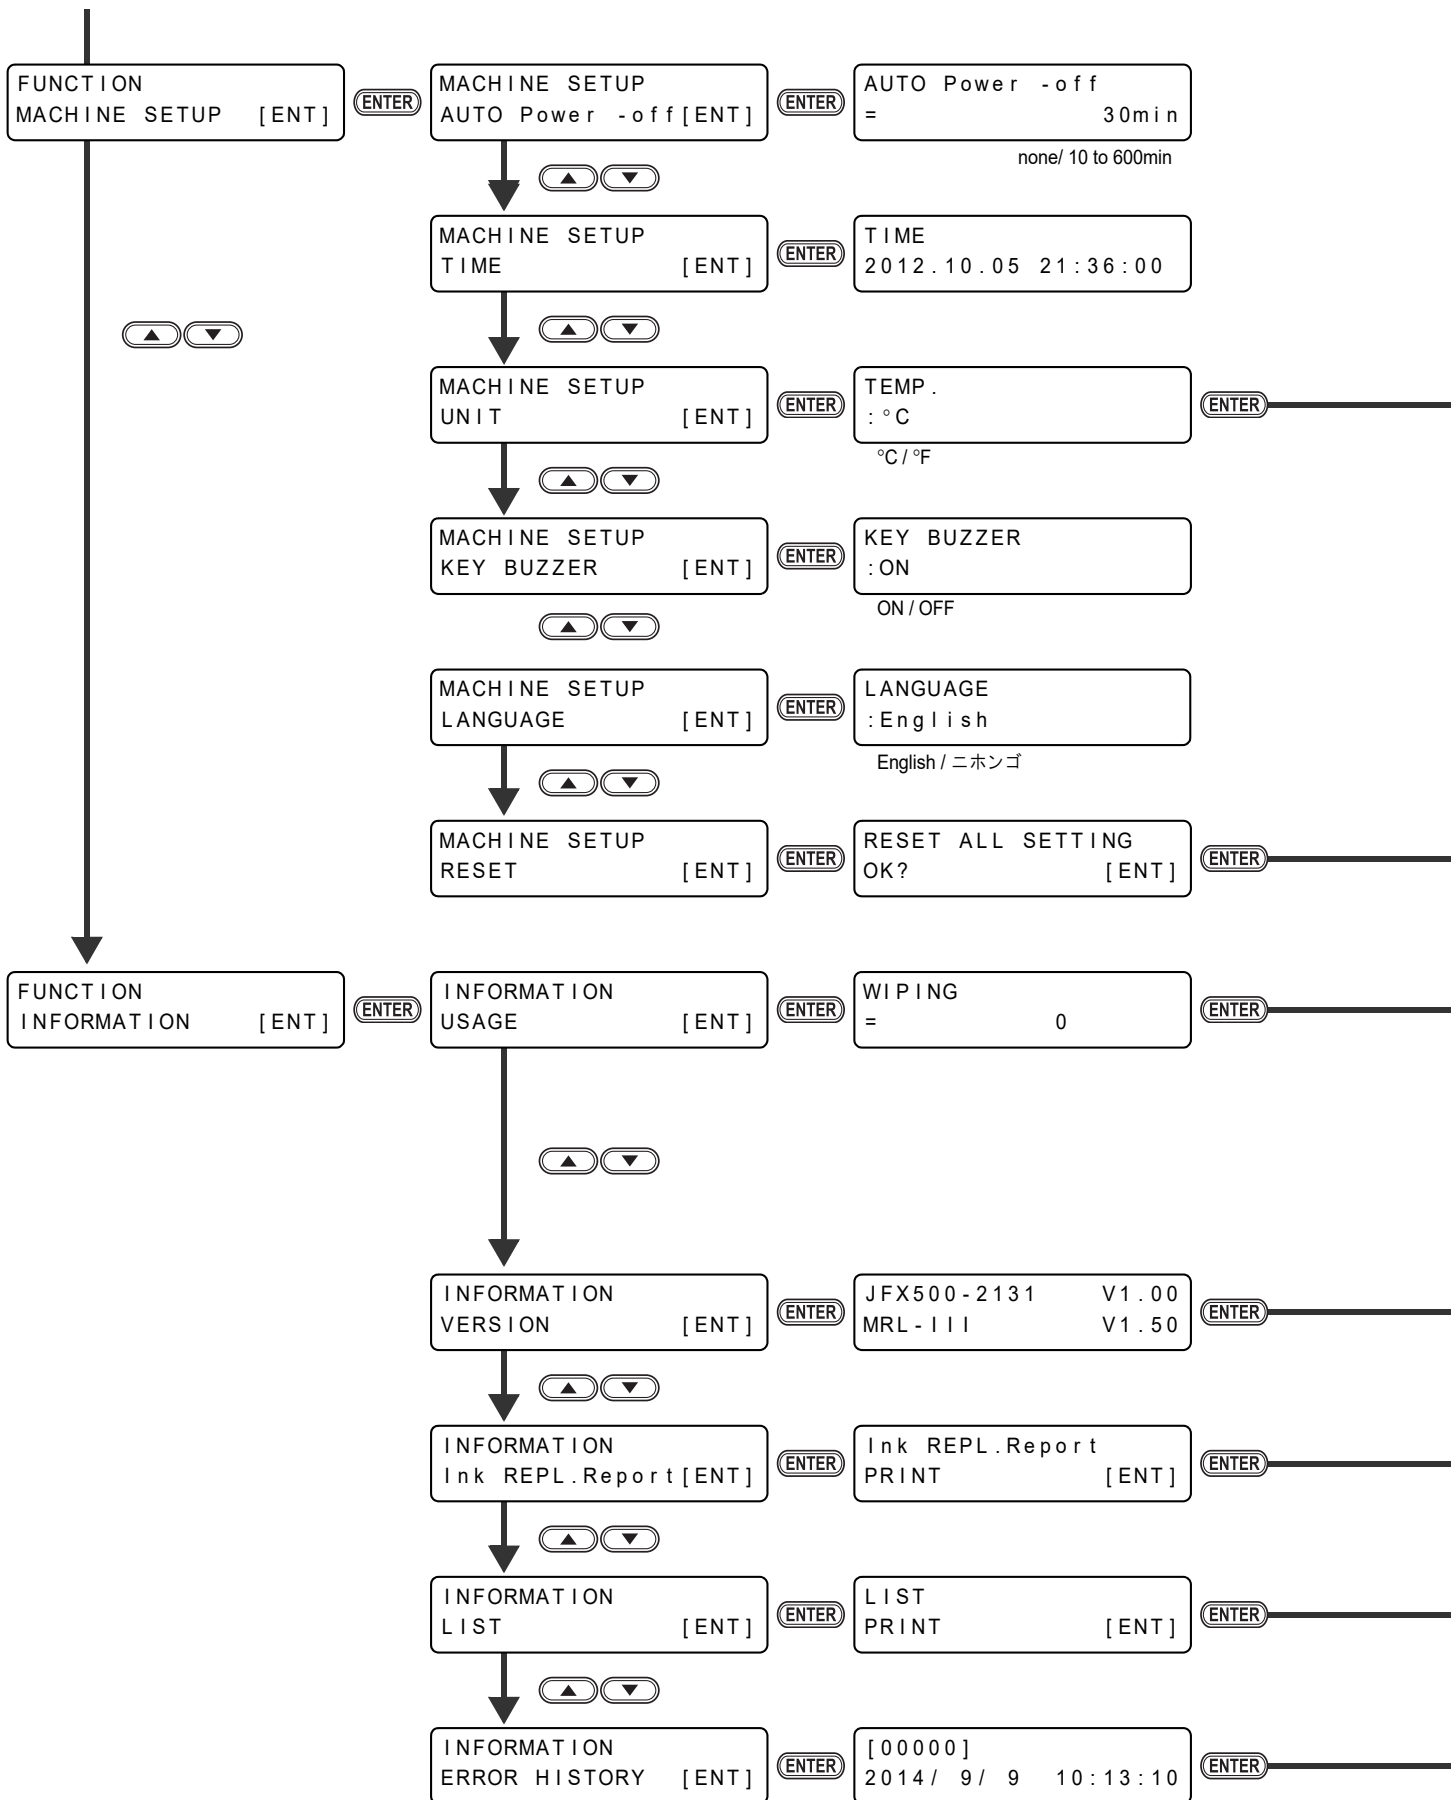 FUNCTION
MACHINE SETUP [ENT]
ENTER
MACHINE SETUP
AUTO Power -off[ENT]
ENTER
AUTO Power -off
= 30min
none/ 10 to 600min
MACHINE SETUP
TIME [ENT]
ENTER
TIME
2012.10.05 21:36:00
MACHINE SETUP
UNIT [ENT]
ENTER
TEMP.
:°C
ENTER
°C / °F
MACHINE SETUP
KEY BUZZER [ENT]
ENTER
KEY BUZZER
:ON
ON / OFF
MACHINE SETUP
LANGUAGE [ENT]
ENTER
LANGUAGE
:English
English / ニホンゴ
MACHINE SETUP
RESET [ENT]
ENTER
RESET ALL SETTING
OK? [ENT]
ENTER
FUNCTION
INFORMATION [ENT]
ENTER
INFORMATION
USAGE [ENT]
ENTER
WIPING
= 0
ENTER
INFORMATION
VERSION [ENT]
ENTER
JFX500-2131 V1.00
MRL-III V1.50
ENTER
INFORMATION
Ink REPL.Report[ENT]
ENTER
Ink REPL.Report
PRINT [ENT]
ENTER
INFORMATION
LIST [ENT]
ENTER
LIST
PRINT [ENT]
ENTER
INFORMATION
ERROR HISTORY [ENT]
ENTER
[00000]
2014/ 9/ 9 10:13:10
ENTER